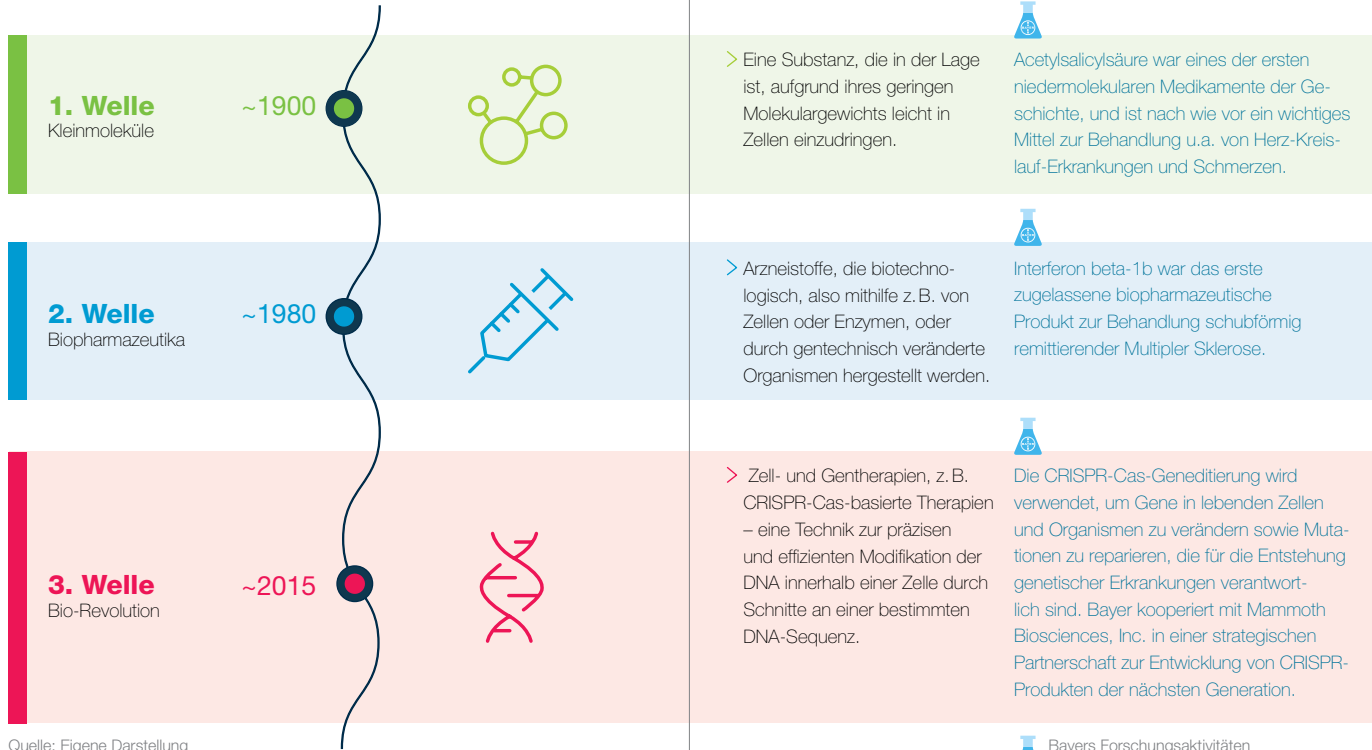 1. Welle
Kleinmoleküle
~1900
> Eine Substanz, die in der Lage
ist, aufgrund ihres geringen
Molekulargewichts leicht in
Zellen einzudringen.
Acetylsalicylsäure war eines der ersten
niedermolekularen Medikamente der Ge-
schichte, und ist nach wie vor ein wichtiges
Mittel zur Behandlung u.a. von Herz-Kreis-
lauf-Erkrankungen und Schmerzen.
2. Welle
Biopharmazeutika
~1980
> Arzneistoffe, die biotechno-
logisch, also mithilfe z. B. von
Zellen oder Enzymen, oder
durch gentechnisch veränderte
Organismen hergestellt werden.
Interferon beta-1b war das erste
zugelassene biopharmazeutische
Produkt zur Behandlung schubförmig
remittierender Multipler Sklerose.
3. Welle
Bio-Revolution
~2015
> Zell- und Gentherapien, z. B.
CRISPR-Cas-basierte Therapien
– eine Technik zur präzisen
und effizienten Modifikation der
DNA innerhalb einer Zelle durch
Schnitte an einer bestimmten
DNA-Sequenz.
Die CRISPR-Cas-Geneditierung wird
verwendet, um Gene in lebenden Zellen
und Organismen zu verändern sowie Muta-
tionen zu reparieren, die für die Entstehung
genetischer Erkrankungen verantwort-
lich sind. Bayer kooperiert mit Mammoth
Biosciences, Inc. in einer strategischen
Partnerschaft zur Entwicklung von CRISPR-
Produkten der nächsten Generation.
Quelle: Eigene Darstellung
Bayers Forschungsaktivitäten